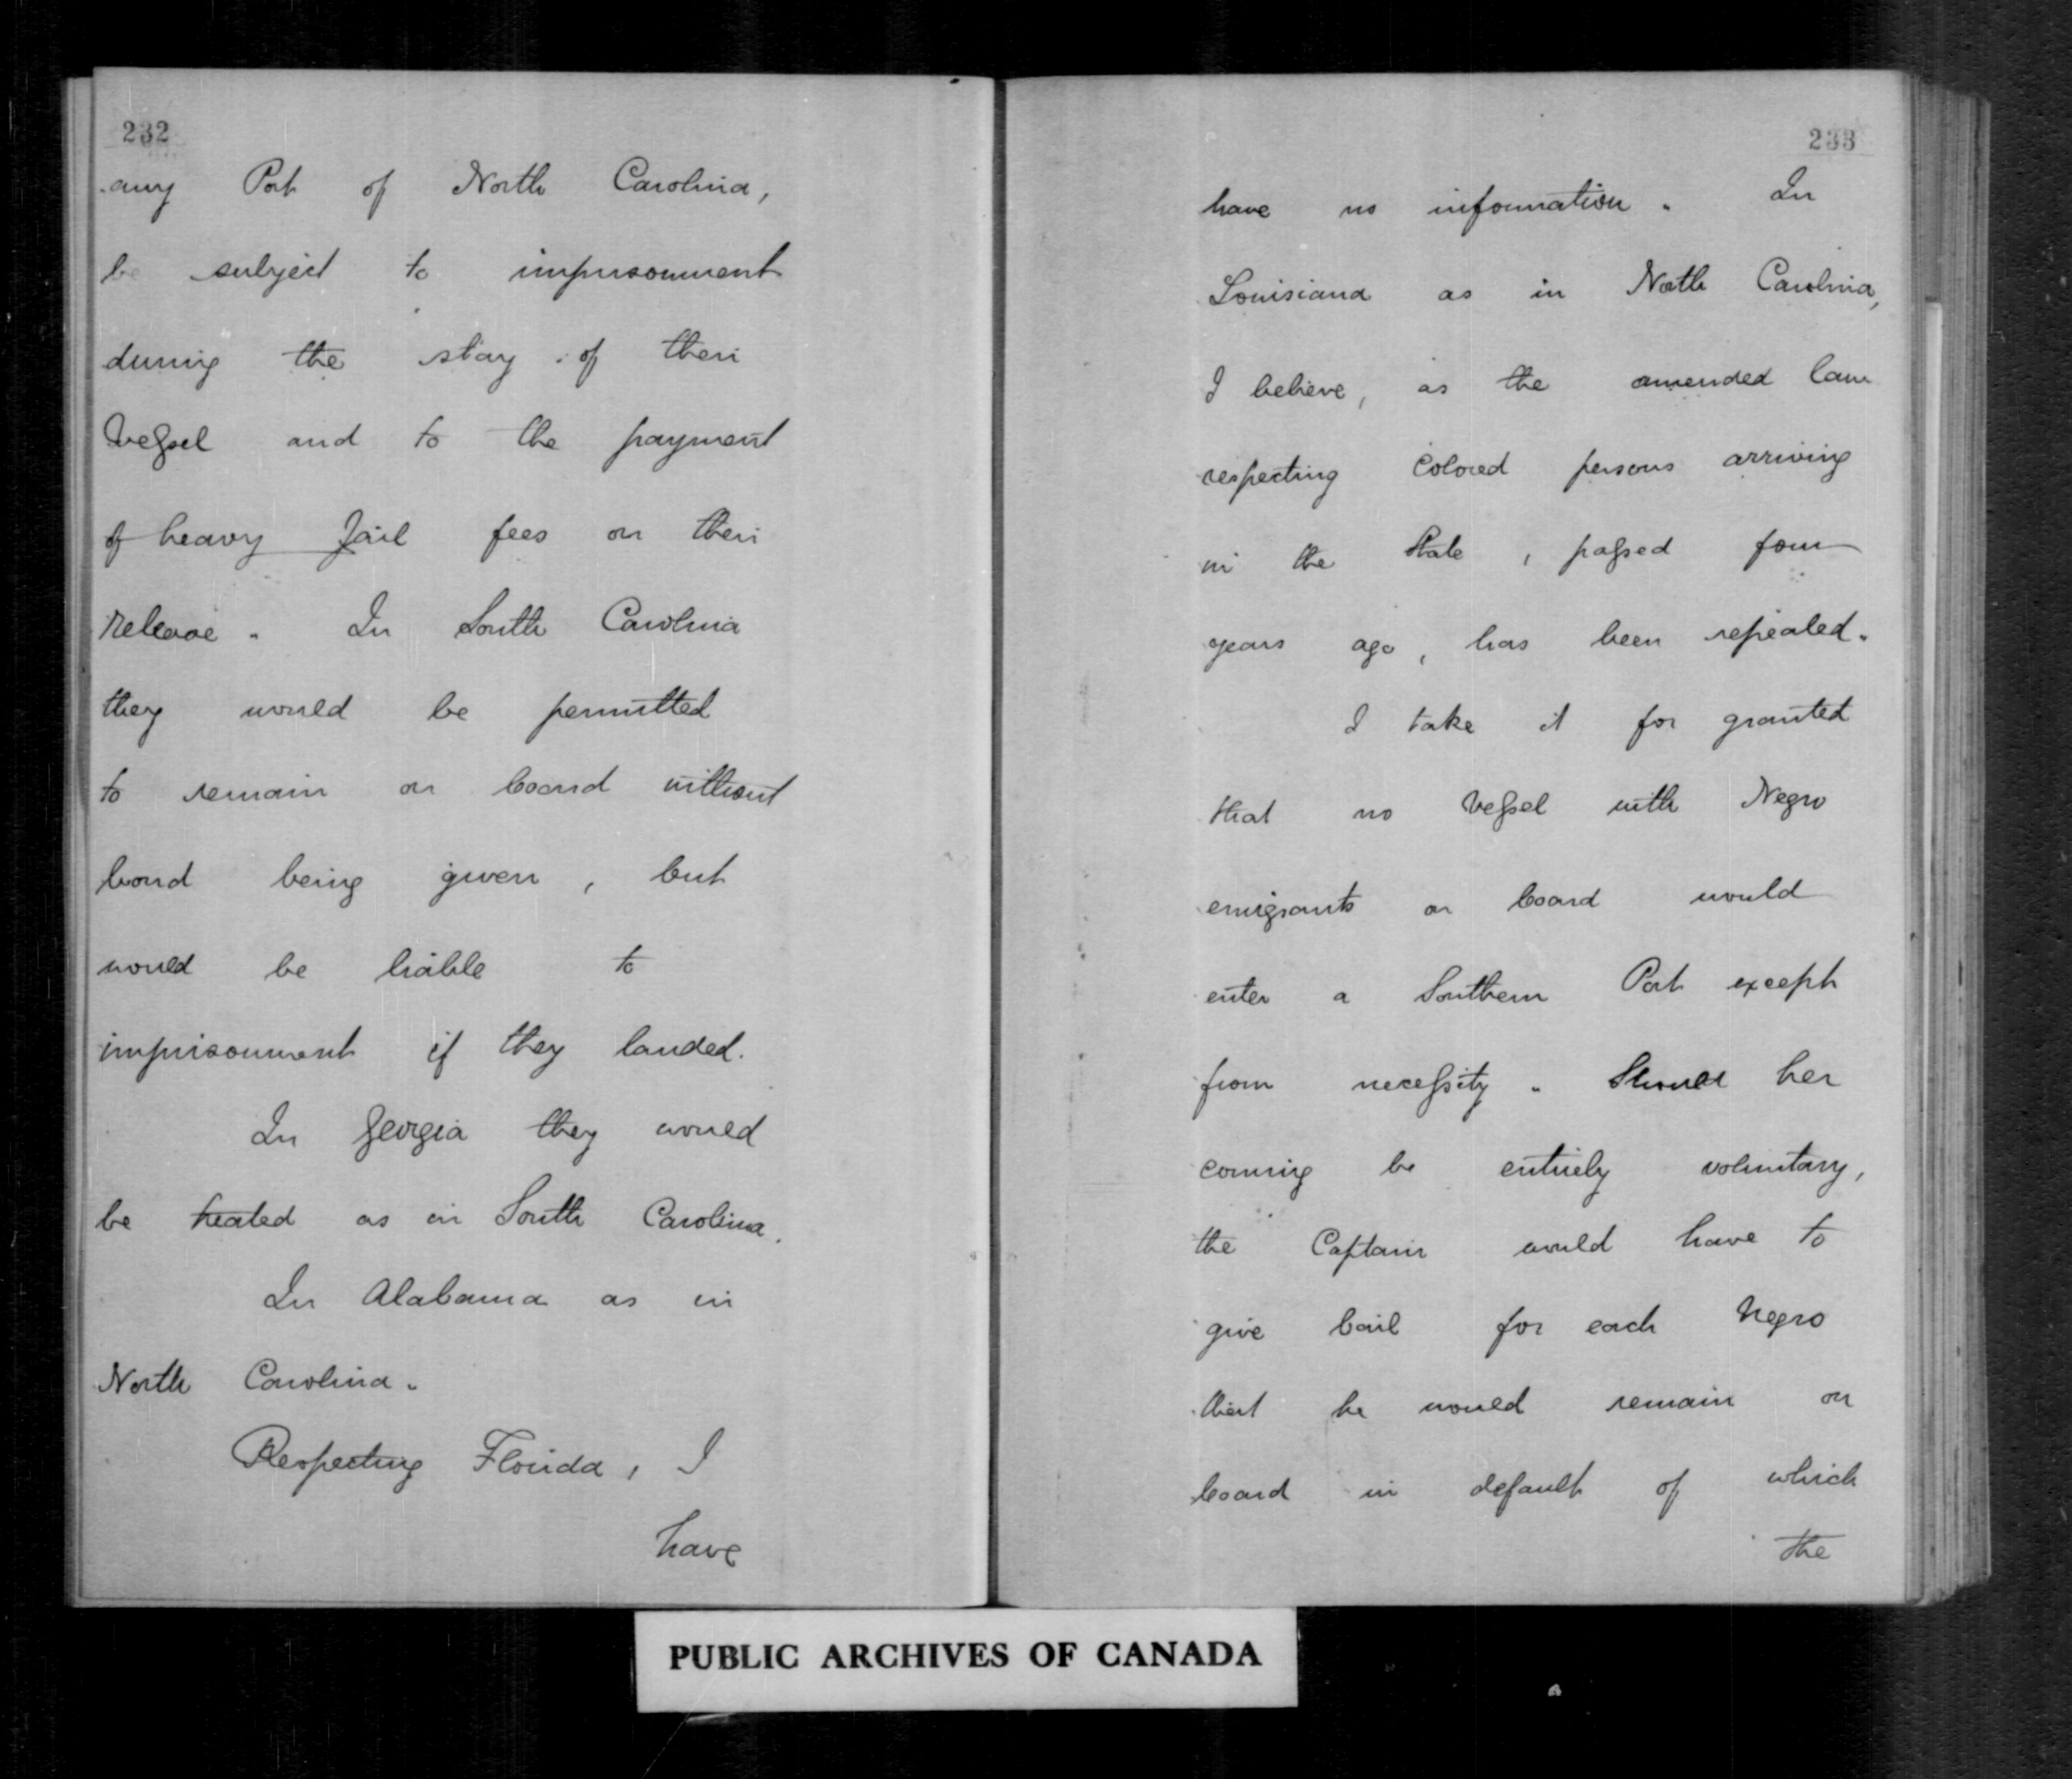 232
any Port of North Carolina,
be subject to imprisonment
during the stay of their
Vessel and to the payment
of heavy Jail fees on their
release. In South Carolina
they would be permitted
to remain on board without
bond being given, but
would be liable to
imprisonment if they landed.
In Georgia they would
be treated as in South Carolina.
In Alabama as in
North Carolina.
Respecting Florida, I
have
233
have no information. In
Louisiana as in North Carolina,
I believe, as the amended law
respecting Colored persons arriving
in the State, passed four
years ago, has been repealed.
I take it for granted
that no Vessel with Negro
emigrants on board would
enter a Southern Port except
from necessity. Should her
coming be entirely voluntary,
the Captain would have to
give bail for each Negro
that he would remain on
board in default of which
the
PUBLIC ARCHIVES OF CANADA